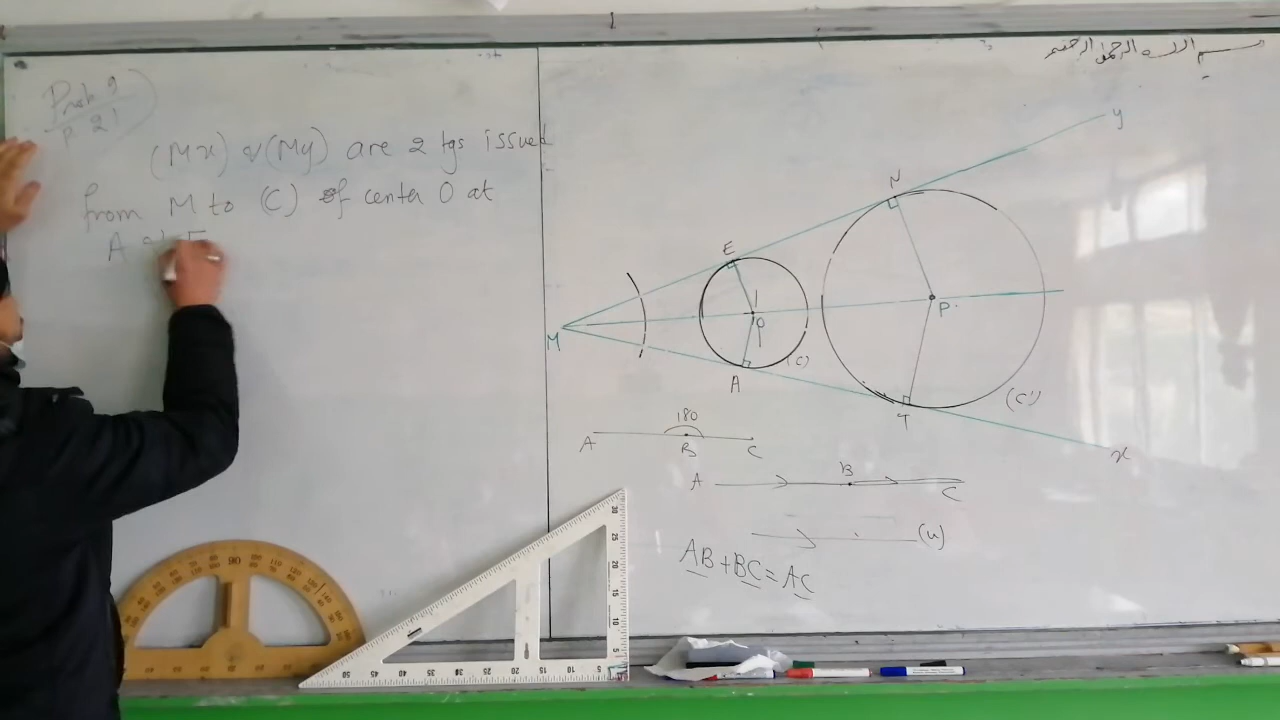 Prob 9
p. 21
(Mx) & (My) are 2 tgs issued
from M to (C) of center O at
A & E
بسم الله الرحمن الرحيم
y
N
E
M
O
P.
(C)
A
(C')
T
x
180
A B C
A B C
(u)
AB+BC=AC